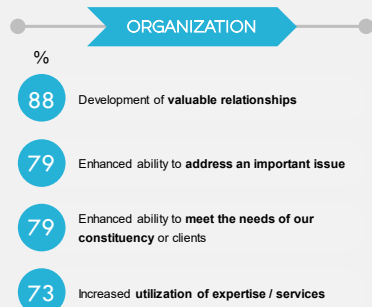 ORGANIZATION
%
88 Development of valuable relationships
79 Enhanced ability to address an important issue
79 Enhanced ability to meet the needs of our
constituency or clients
73 Increased utilization of expertise / services